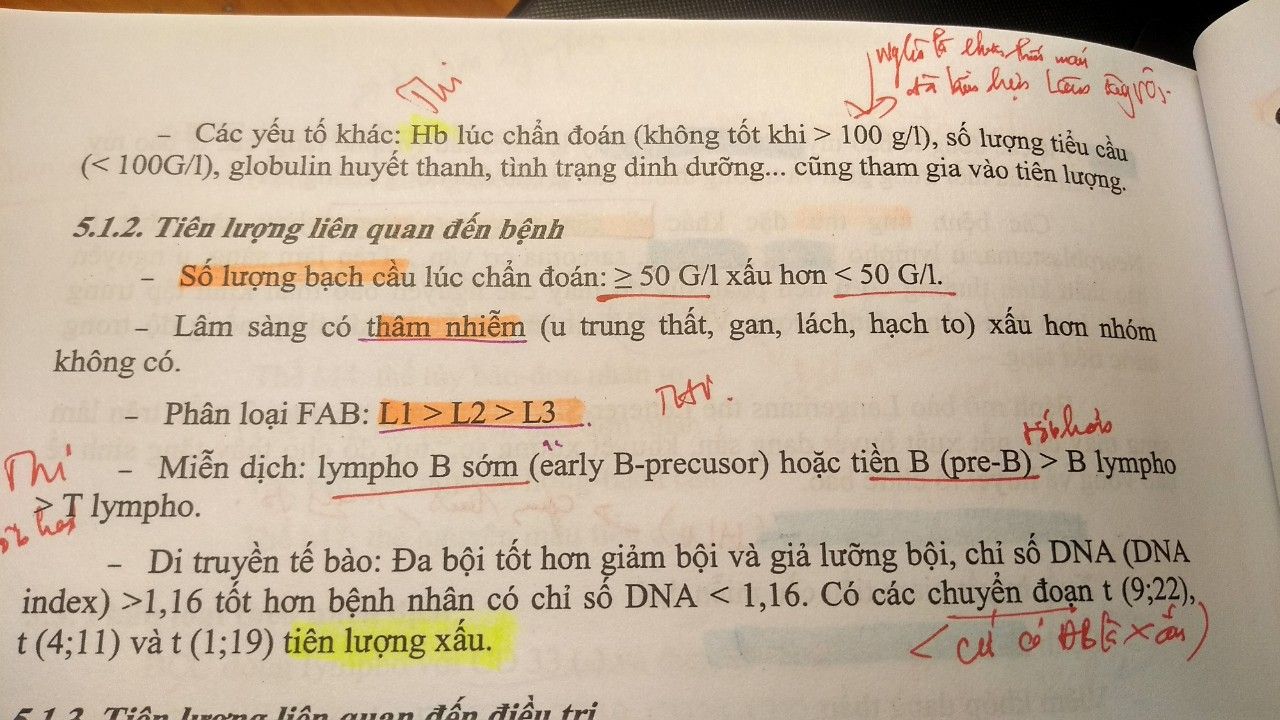 Thi
Nghĩa là chưa thiếu máu
đã
− Các yếu tố khác: Hb lúc chẩn đoán (không tốt khi > 100 g/l), số lượng tiểu cầu
(< 100G/l), globulin huyết thanh, tình trạng dinh dưỡng... cũng tham gia vào tiên lượng.
5.1.2. Tiên lượng liên quan đến bệnh
− Số lượng bạch cầu lúc chẩn đoán: ≥ 50 G/l xấu hơn < 50 G/l.
− Lâm sàng có thâm nhiễm (u trung thất, gan, lách, hạch to) xấu hơn nhóm
không có.
− Phân loại FAB: L1 > L2 > L3.
tốt hơn
Thi
− Miễn dịch: lympho B sớm (early B-precusor) hoặc tiền B (pre-B) > B lympho
> T lympho.
− Di truyền tế bào: Đa bội tốt hơn giảm bội và giả lưỡng bội, chỉ số DNA (DNA
index) >1,16 tốt hơn bệnh nhân có chỉ số DNA < 1,16. Có các chuyển đoạn t (9;22),
t (4;11) và t (1;19) tiên lượng xấu.
< cứ có ĐB là xấu)
5.1.3. Tiên lượng liên quan đến điều trị